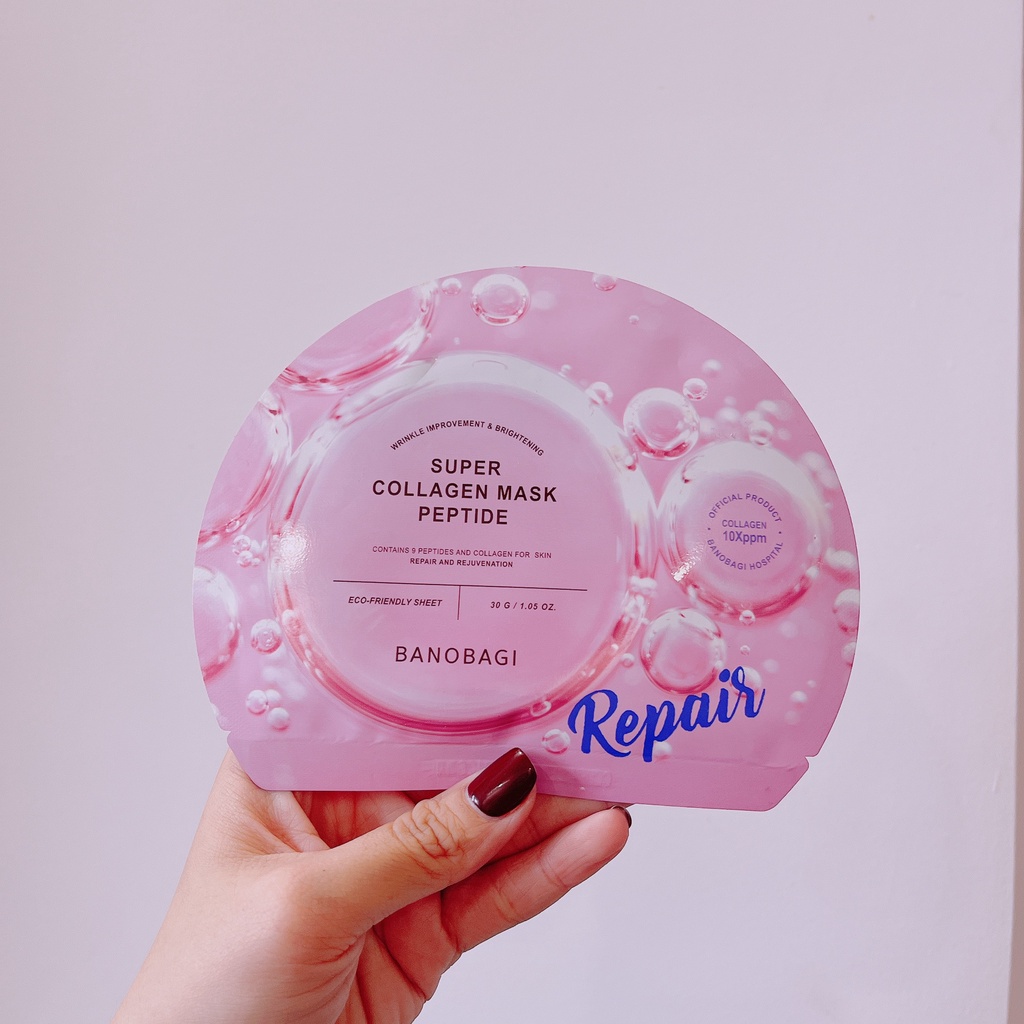 WRINKLE IMPROVEMENT & BRIGHTENING
SUPER
COLLAGEN MASK
PEPTIDE
CONTAINS 9 PEPTIDES AND COLLAGEN FOR SKIN
REPAIR AND REJUVENATION
ECO-FRIENDLY SHEET
30 G / 1.05 OZ.
BANOBAGI
OFFICIAL PRODUCT
COLLAGEN
10Xppm
• BANOBAGI HOSPITAL •
Repair